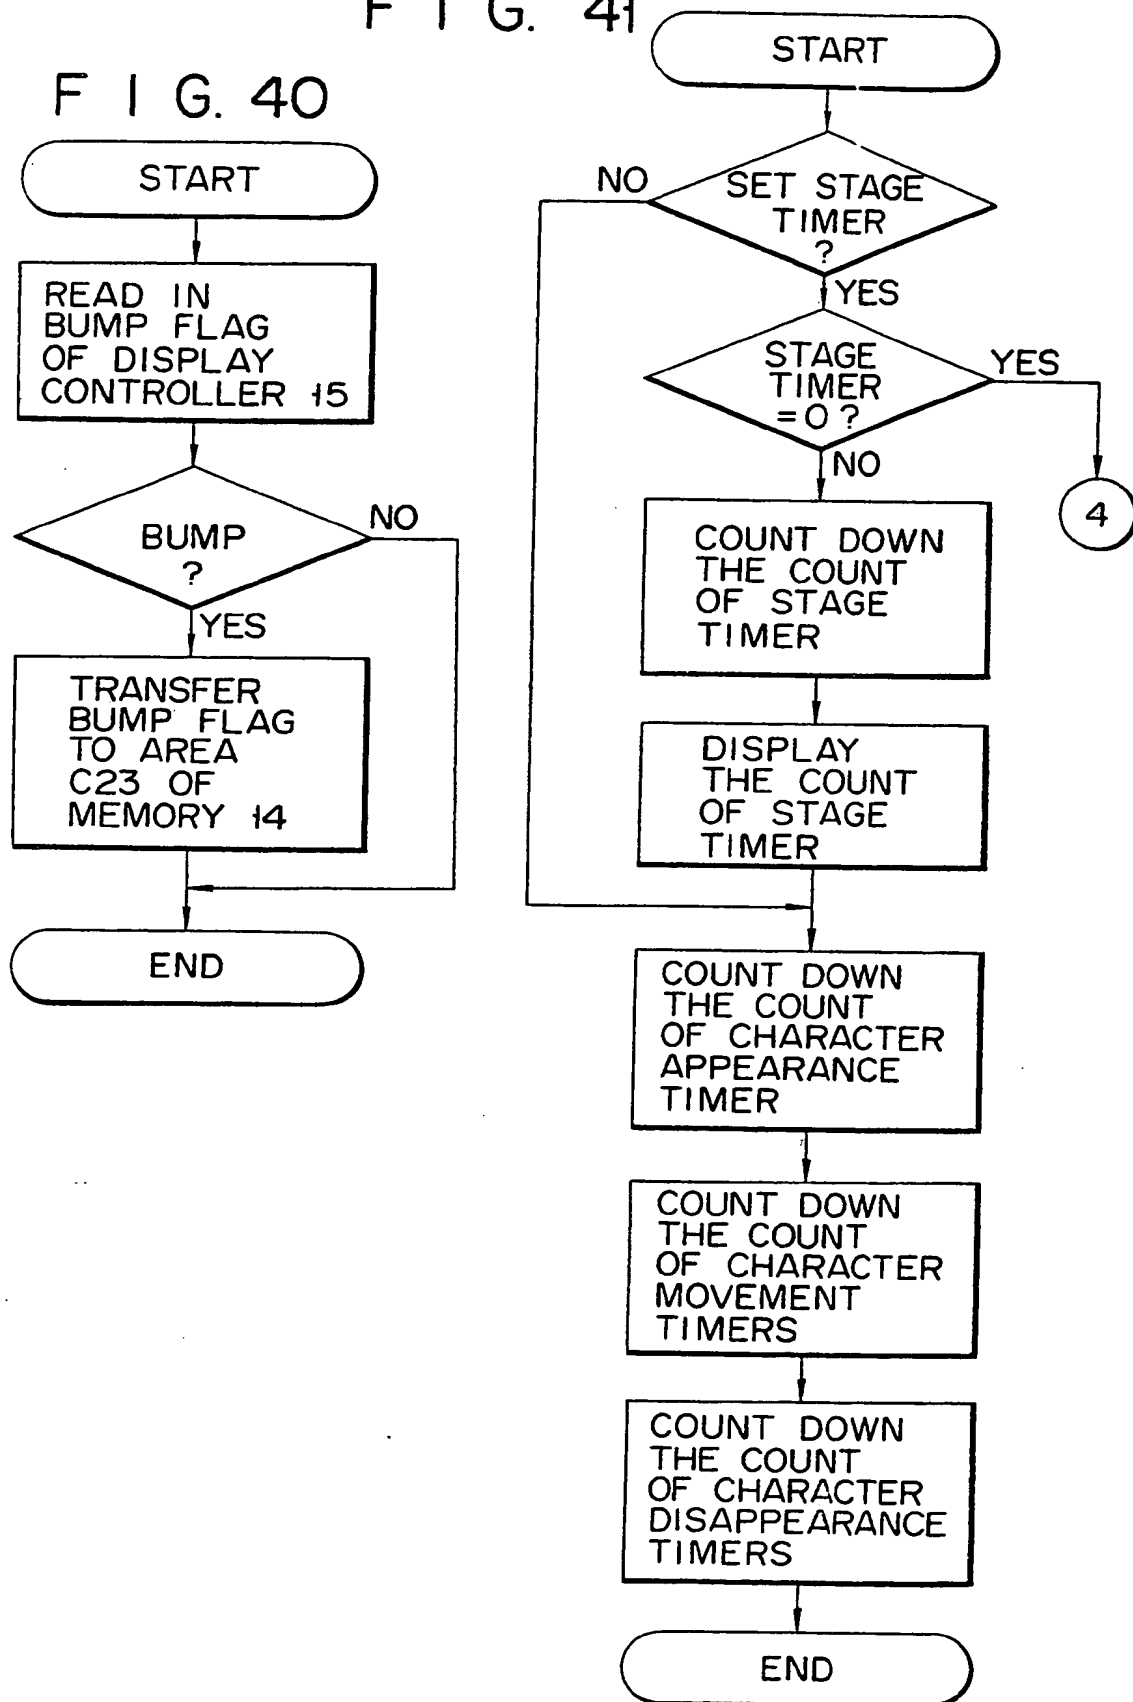 F I G. 40
START
READ IN
BUMP FLAG
OF DISPLAY
CONTROLLER 15
BUMP
?
NO
YES
TRANSFER
BUMP FLAG
TO AREA
C23 OF
MEMORY 14
END
F I G. 41
START
SET STAGE
TIMER
?
NO
YES
STAGE
TIMER
=0?
YES
4
NO
COUNT DOWN
THE COUNT
OF STAGE
TIMER
DISPLAY
THE COUNT
OF STAGE
TIMER
COUNT DOWN
THE COUNT
OF CHARACTER
APPEARANCE
TIMER
COUNT DOWN
THE COUNT
OF CHARACTER
MOVEMENT
TIMERS
COUNT DOWN
THE COUNT
OF CHARACTER
DISAPPEARANCE
TIMERS
END